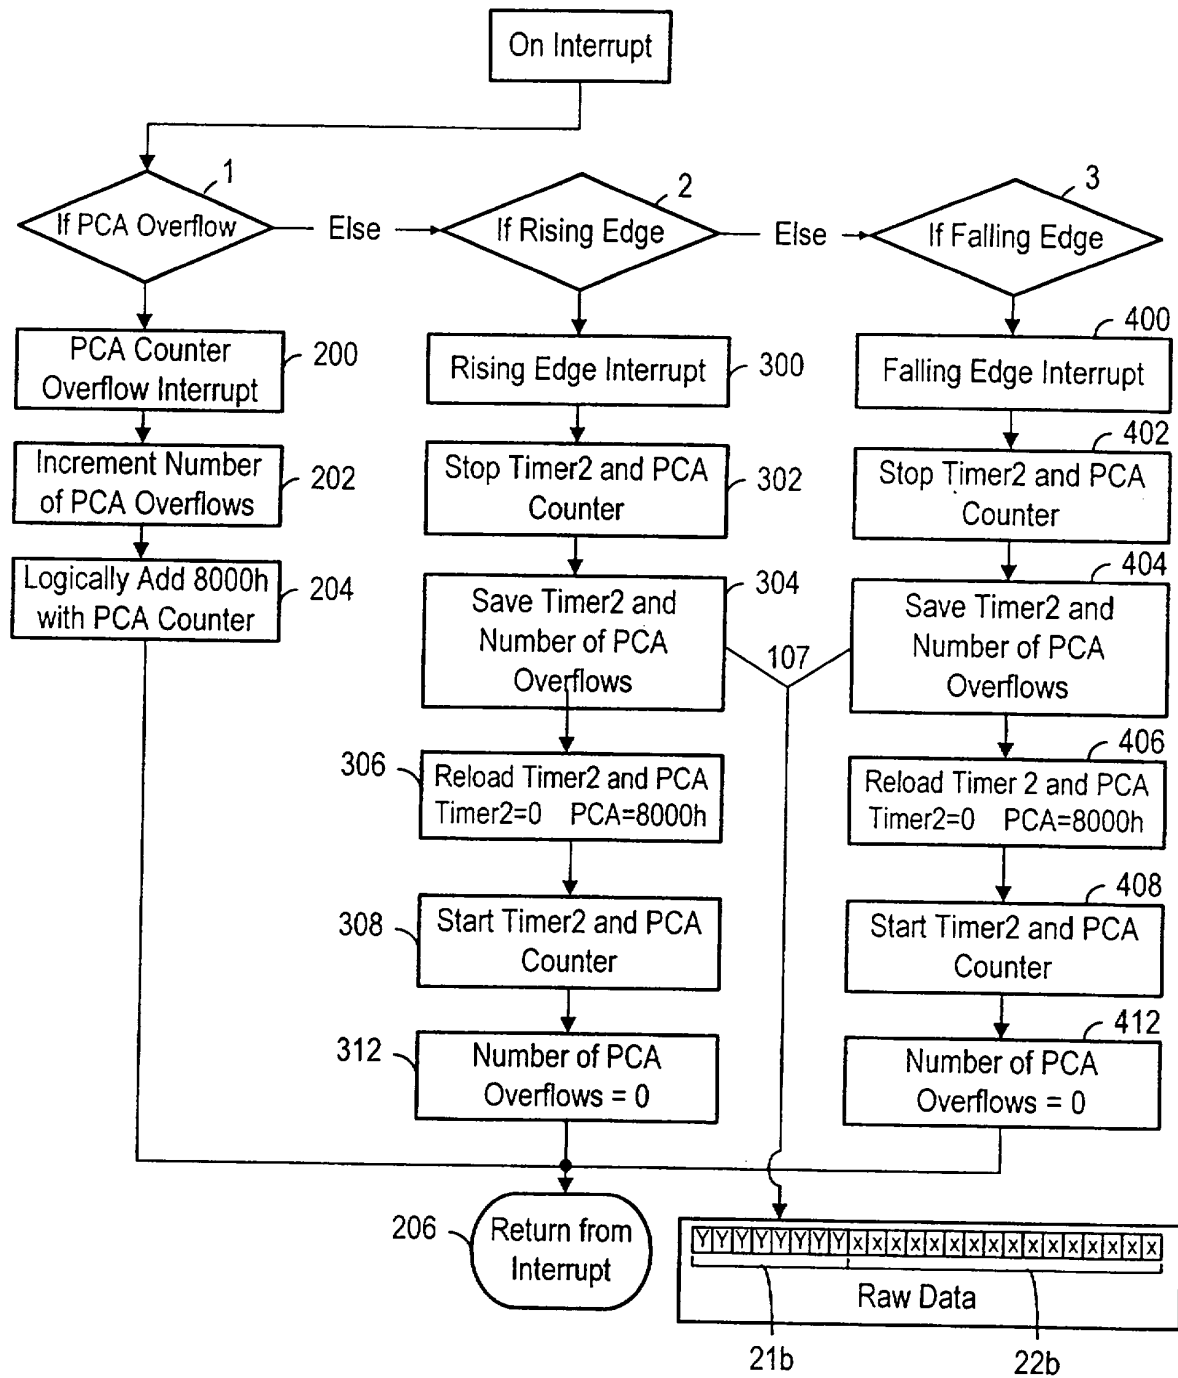 On Interrupt
1
If PCA Overflow
Else
2
If Rising Edge
Else
3
If Falling Edge
PCA Counter
Overflow Interrupt
200
Increment Number
of PCA Overflows
202
Logically Add 8000h
with PCA Counter
204
Rising Edge Interrupt
300
Stop Timer2 and PCA
Counter
302
Save Timer2 and
Number of PCA
Overflows
304
107
306
Reload Timer2 and PCA
Timer2=0 PCA=8000h
308
Start Timer2 and PCA
Counter
312
Number of PCA
Overflows = 0
400
Falling Edge Interrupt
402
Stop Timer2 and PCA
Counter
404
Save Timer2 and
Number of PCA
Overflows
406
Reload Timer 2 and PCA
Timer2=0 PCA=8000h
408
Start Timer2 and PCA
Counter
412
Number of PCA
Overflows = 0
206
Return from
Interrupt
YYYYYYYYxxxxxxxxxxxxxxxx
Raw Data
21b
22b